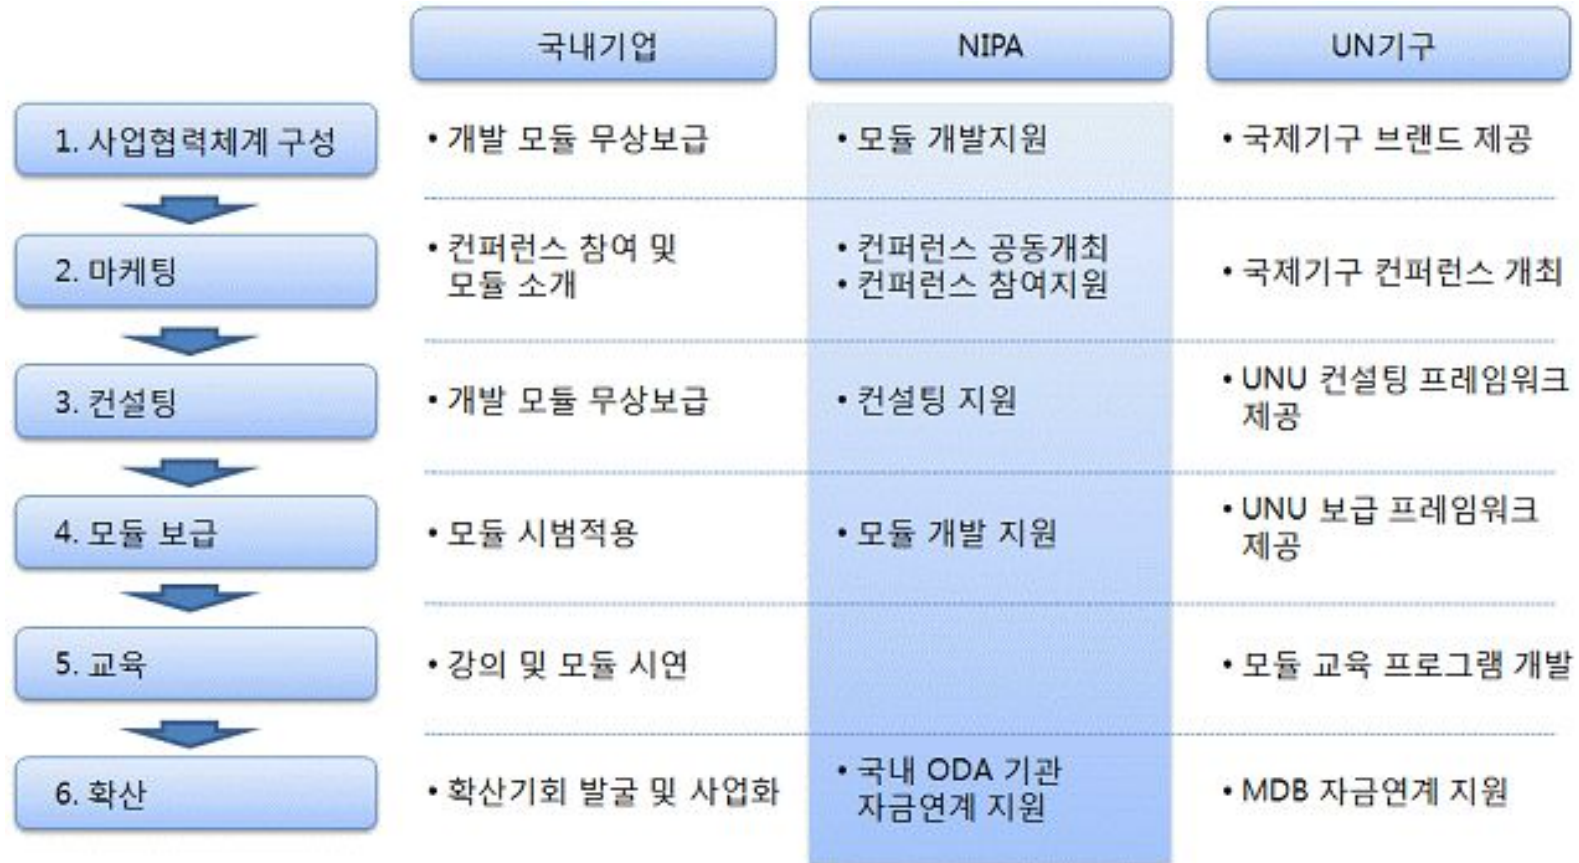 국내기업
NIPA
UN기구
1. 사업협력체계 구성
• 개발 모듈 무상보급
• 모듈 개발지원
• 국제기구 브랜드 제공
2. 마케팅
• 컨퍼런스 참여 및
모듈 소개
• 컨퍼런스 공동개최
• 컨퍼런스 참여지원
• 국제기구 컨퍼런스 개최
3. 컨설팅
• 개발 모듈 무상보급
• 컨설팅 지원
• UNU 컨설팅 프레임워크
제공
4. 모듈 보급
• 모듈 시범적용
• 모듈 개발 지원
• UNU 보급 프레임워크
제공
5. 교육
• 강의 및 모듈 시연
• 모듈 교육 프로그램 개발
6. 확산
• 확산기회 발굴 및 사업화
• 국내 ODA 기관
자금연계 지원
• MDB 자금연계 지원